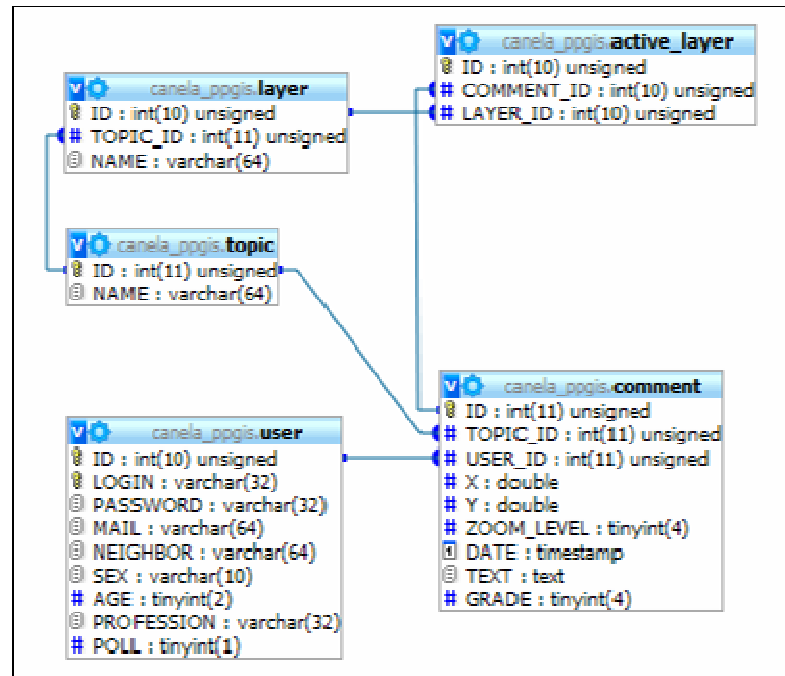 canela_ppgis.layer
ID : int(10) unsigned
TOPIC_ID : int(11) unsigned
NAME : varchar(64)
canela_ppgis.active_layer
ID : int(10) unsigned
COMMENT_ID : int(10) unsigned
LAYER_ID : int(10) unsigned
canela_ppgis.topic
ID : int(11) unsigned
NAME : varchar(64)
canela_ppgis.user
ID : int(10) unsigned
LOGIN : varchar(32)
PASSWORD : varchar(32)
MAIL : varchar(64)
NEIGHBOR : varchar(64)
SEX : varchar(10)
AGE : tinyint(2)
PROFESSION : varchar(32)
POLL : tinyint(1)
canela_ppgis.comment
ID : int(11) unsigned
TOPIC_ID : int(11) unsigned
USER_ID : int(11) unsigned
X : double
Y : double
ZOOM_LEVEL : tinyint(4)
DATE : timestamp
TEXT : text
GRADE : tinyint(4)